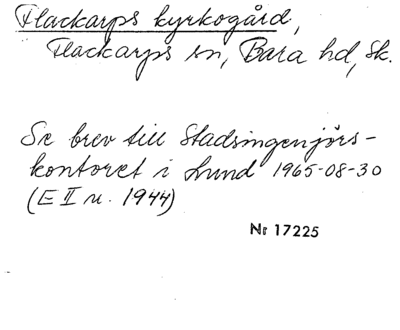 Flackarps kyrkogård,
Flackarps sn, Bara hd, Sk.
Se brev till Stadsingenjörs-
kontoret i Lund 1965-08-30
(E II n. 1944)
Nr 17225